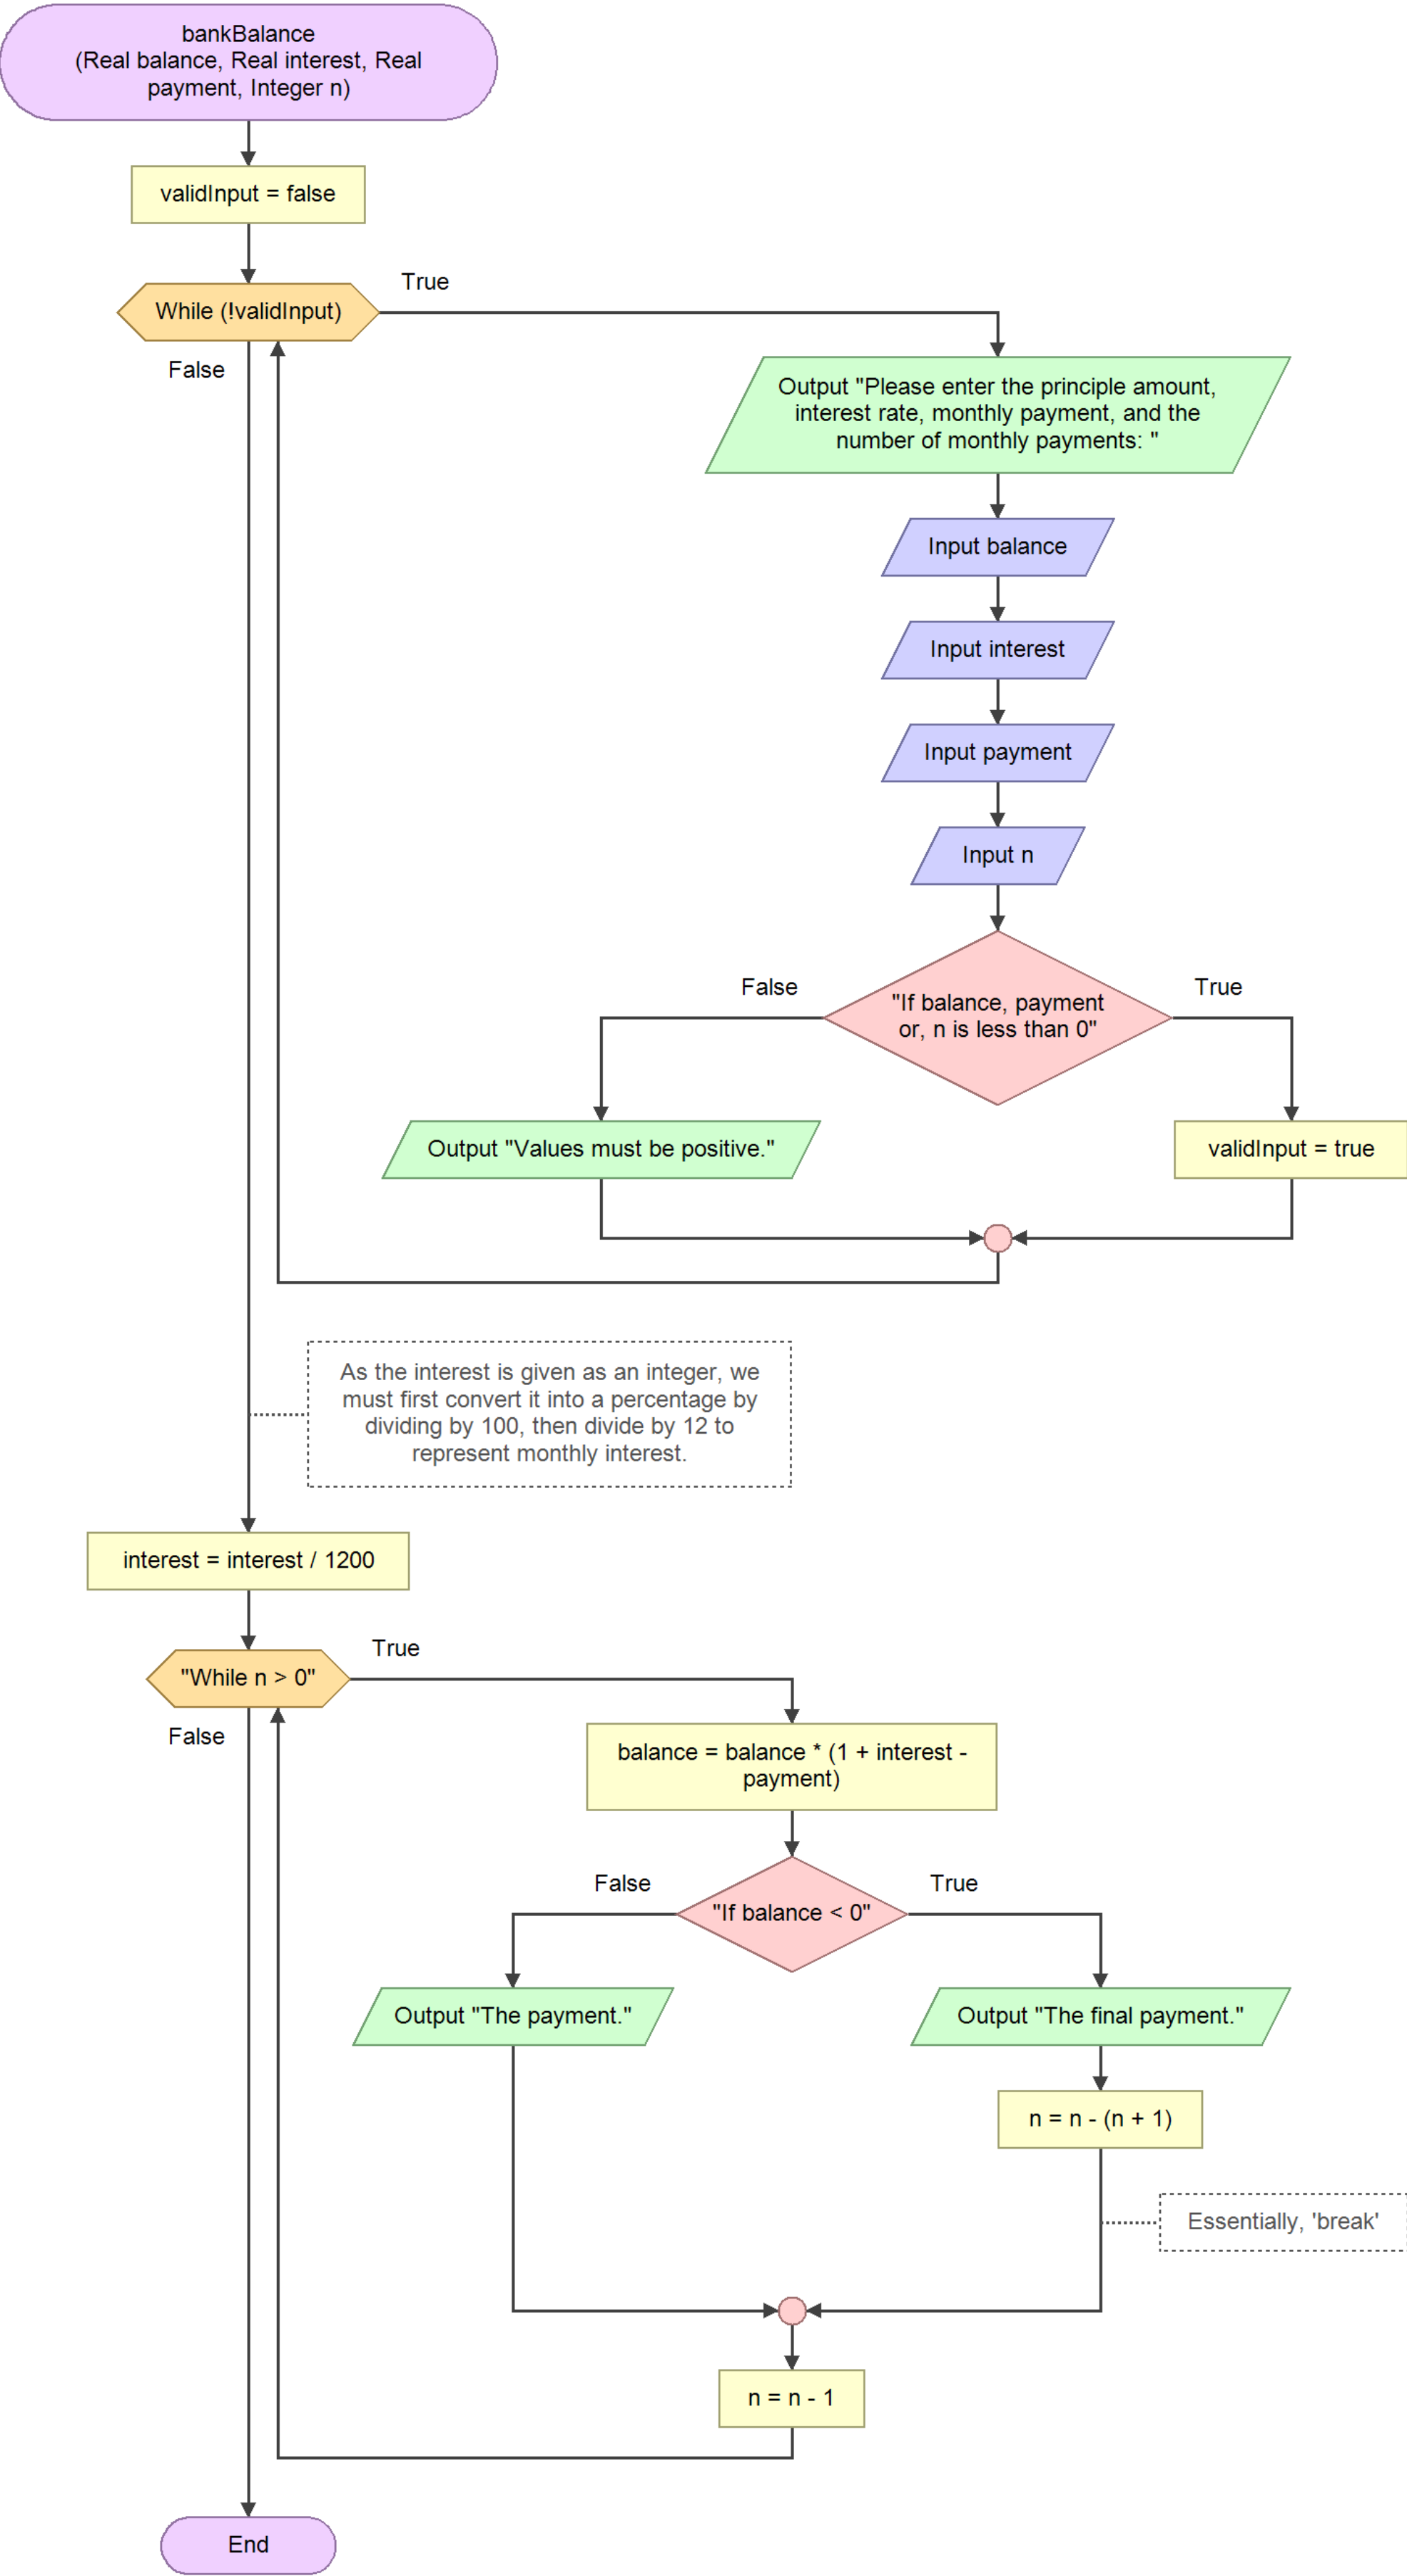 bankBalance
(Real balance, Real interest, Real
payment, Integer n)
validInput = false
While (!validInput)
True
False
Output "Please enter the principle amount,
interest rate, monthly payment, and the
number of monthly payments: "
Input balance
Input interest
Input payment
Input n
"If balance, payment
or, n is less than 0"
False
True
Output "Values must be positive."
validInput = true
As the interest is given as an integer, we
must first convert it into a percentage by
dividing by 100, then divide by 12 to
represent monthly interest.
interest = interest / 1200
"While n > 0"
True
False
balance = balance * (1 + interest -
payment)
"If balance < 0"
False
True
Output "The payment."
Output "The final payment."
n = n - (n + 1)
Essentially, 'break'
n = n - 1
End